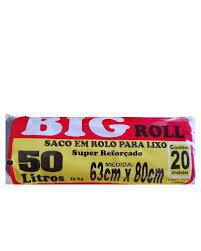 BIG ROLL
SACO EM ROLO PARA LIXO
Super Reforçado
50
Litros
MEDIDA:
63cm x 80cm
Contém
20
Unidades